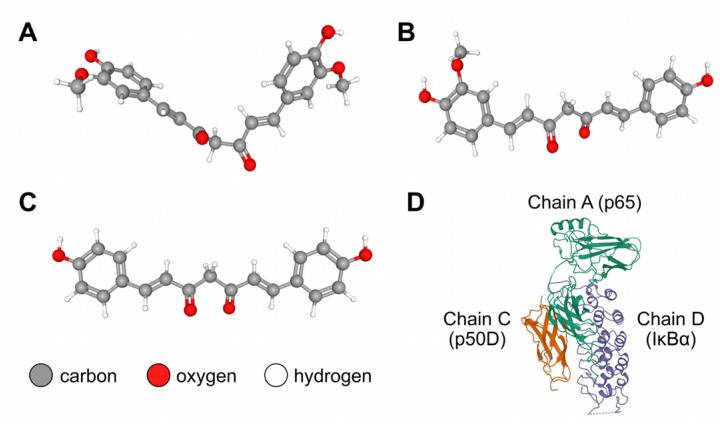 A
B
C
D
Chain A (p65)
Chain C
(p50D)
Chain D
(IκBα)
carbon
oxygen
hydrogen